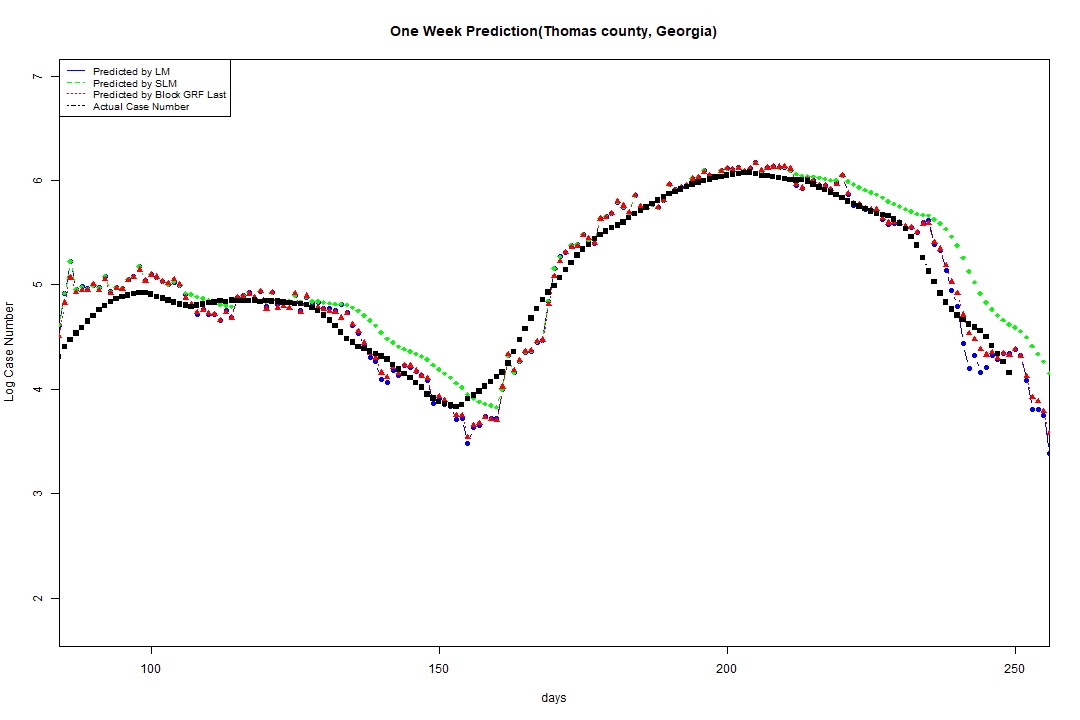 One Week Prediction(Thomas county, Georgia)
Predicted by LM
Predicted by SLM
Predicted by Block GRF Last
Actual Case Number
7
6
5
4
3
2
Log Case Number
100
150
200
250
days